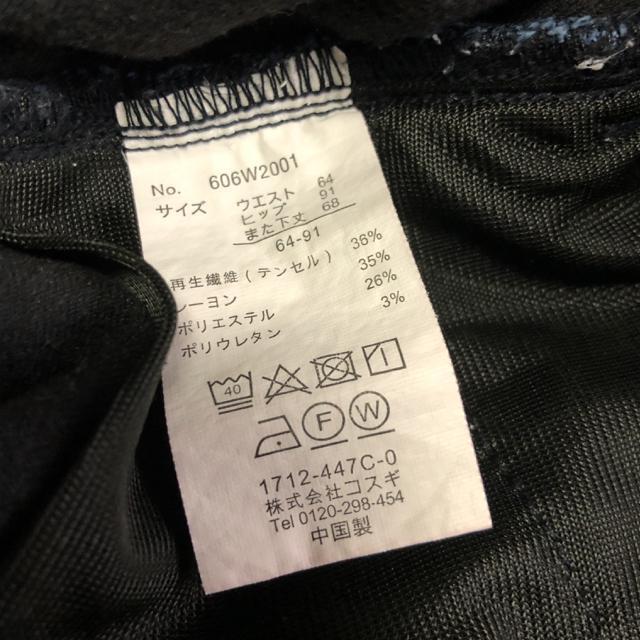 No. 606W2001
サイズ ウエスト 64
ヒップ 91
また下丈 68
64-91
再生繊維(テンセル) 36%
レーヨン 35%
ポリエステル 26%
ポリウレタン 3%
40
F W
1712-447C-0
株式会社コスギ
Tel 0120-298-454
中国製